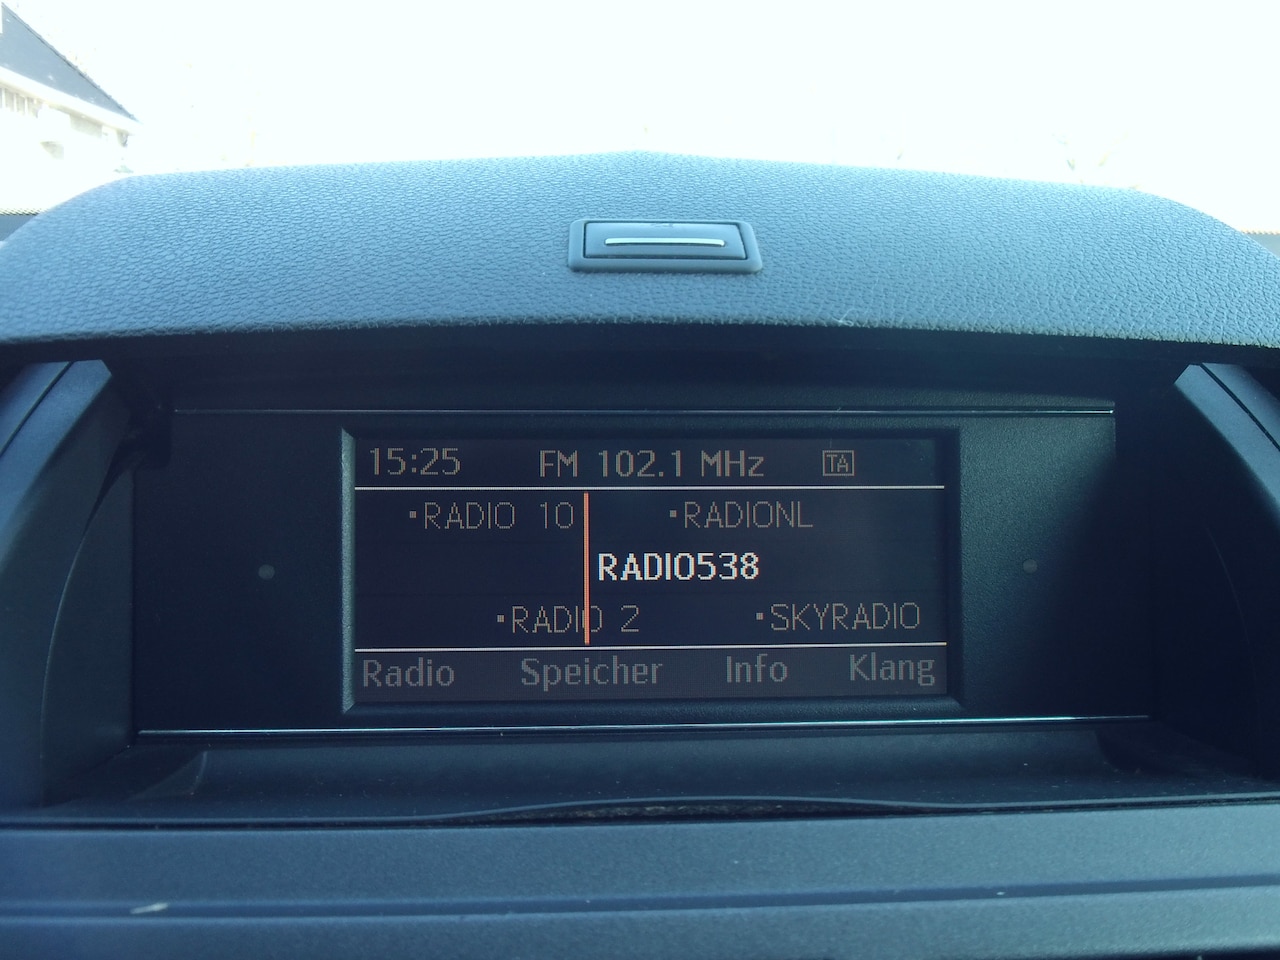 15:25 FM 102.1 MHz TA
RADIO 10 RADIONL
RADIO538
RADIO 2 SKYRADIO
Radio Speicher Info Klang